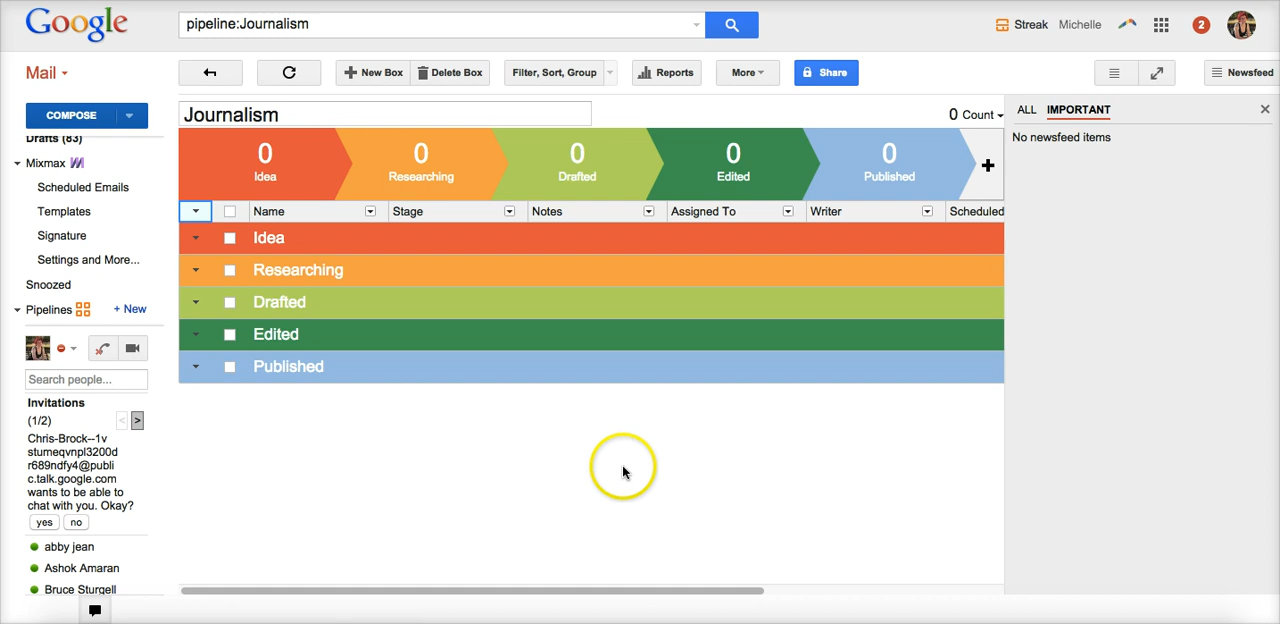 Google
pipeline:Journalism
Streak Michelle 2
Mail
New Box Delete Box Filter, Sort, Group Reports More Share Newsfeed
COMPOSE
Journalism
0 Count
ALL IMPORTANT
No newsfeed items
Drafts (83)
Mixmax
Scheduled Emails
Templates
Signature
Settings and More...
Snoozed
Pipelines + New
0 0 0 0 0
Idea Researching Drafted Edited Published
+
Name Stage Notes Assigned To Writer Scheduled
Idea
Researching
Drafted
Edited
Published
Search people...
Invitations
(1/2) < >
Chris-Brock--1v
stumeqvnpl3200d
r689ndfy4@publi
c.talk.google.com
wants to be able to
chat with you. Okay?
yes no
abby jean
Ashok Amaran
Bruce Sturgell